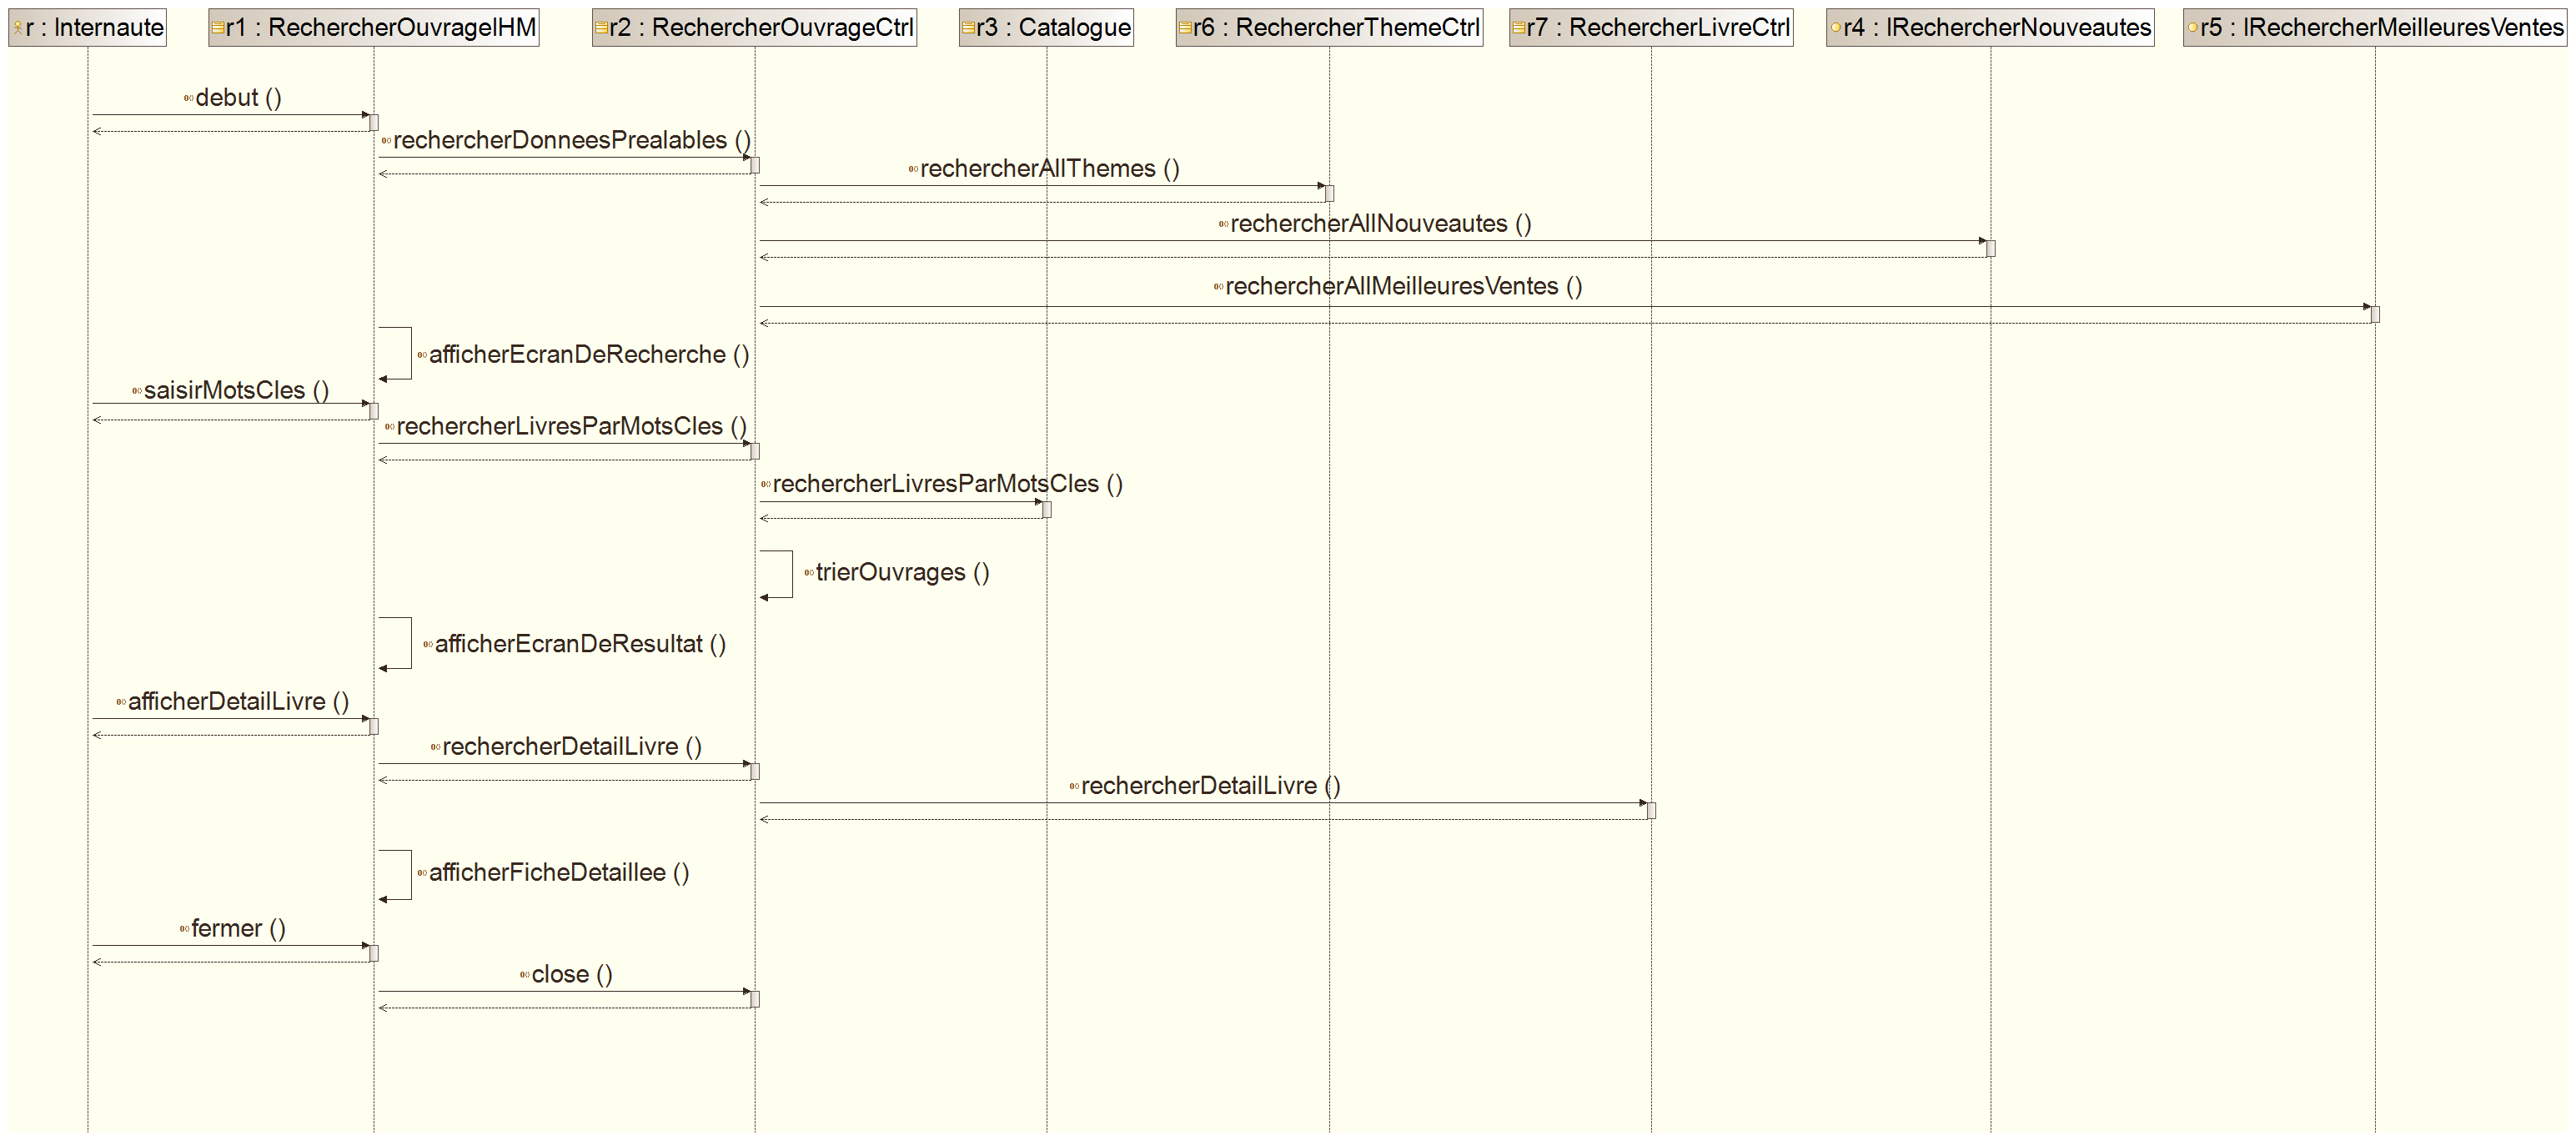 r : Internaute
r1 : RechercherOuvrageIHM
r2 : RechercherOuvrageCtrl
r3 : Catalogue
r6 : RechercherThemeCtrl
r7 : RechercherLivreCtrl
r4 : IRechercherNouveautes
r5 : IRechercherMeilleuresVentes
debut ()
rechercherDonneesPrealables ()
rechercherAllThemes ()
rechercherAllNouveautes ()
rechercherAllMeilleuresVentes ()
afficherEcranDeRecherche ()
saisirMotsCles ()
rechercherLivresParMotsCles ()
rechercherLivresParMotsCles ()
trierOuvrages ()
afficherEcranDeResultat ()
afficherDetailLivre ()
rechercherDetailLivre ()
rechercherDetailLivre ()
afficherFicheDetaillee ()
fermer ()
close ()